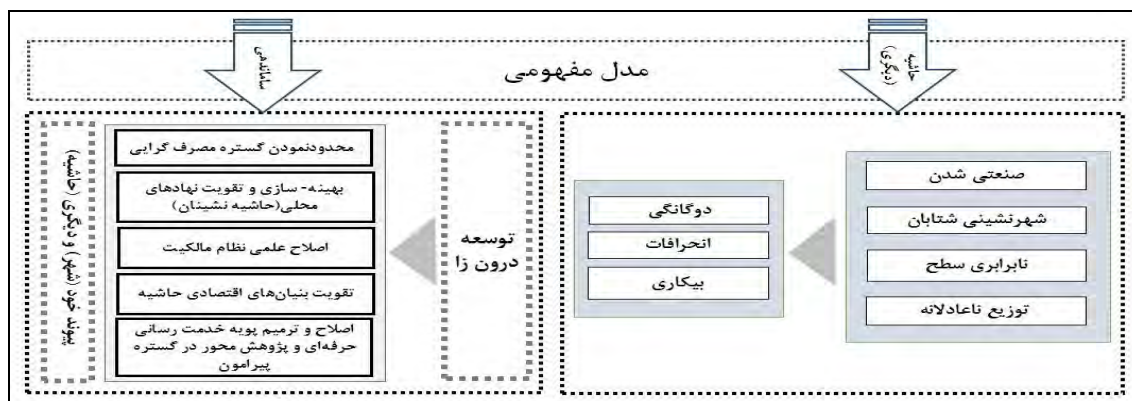 مدل مفهومی
حاشیه
(دیگری)
صنعتی شدن
شهرنشینی شتابان
نابرابری سطح
توزیع ناعادلانه
دوگانگی
انحرافات
بیکاری
ساماندهی
توسعه
درون زا
محدودنمودن گستره مصرف گرایی
بهینه- سازی و تقویت نهادهای
محلی(حاشیه نشینان)
اصلاح علمی نظام مالکیت
تقویت بنیان‌های اقتصادی حاشیه
اصلاح و ترمیم پویه خدمت رسانی
حرفه‌ای و پژوهش محور در گستره
پیرامون
پیوند خود (شهر) و دیگری (حاشیه)